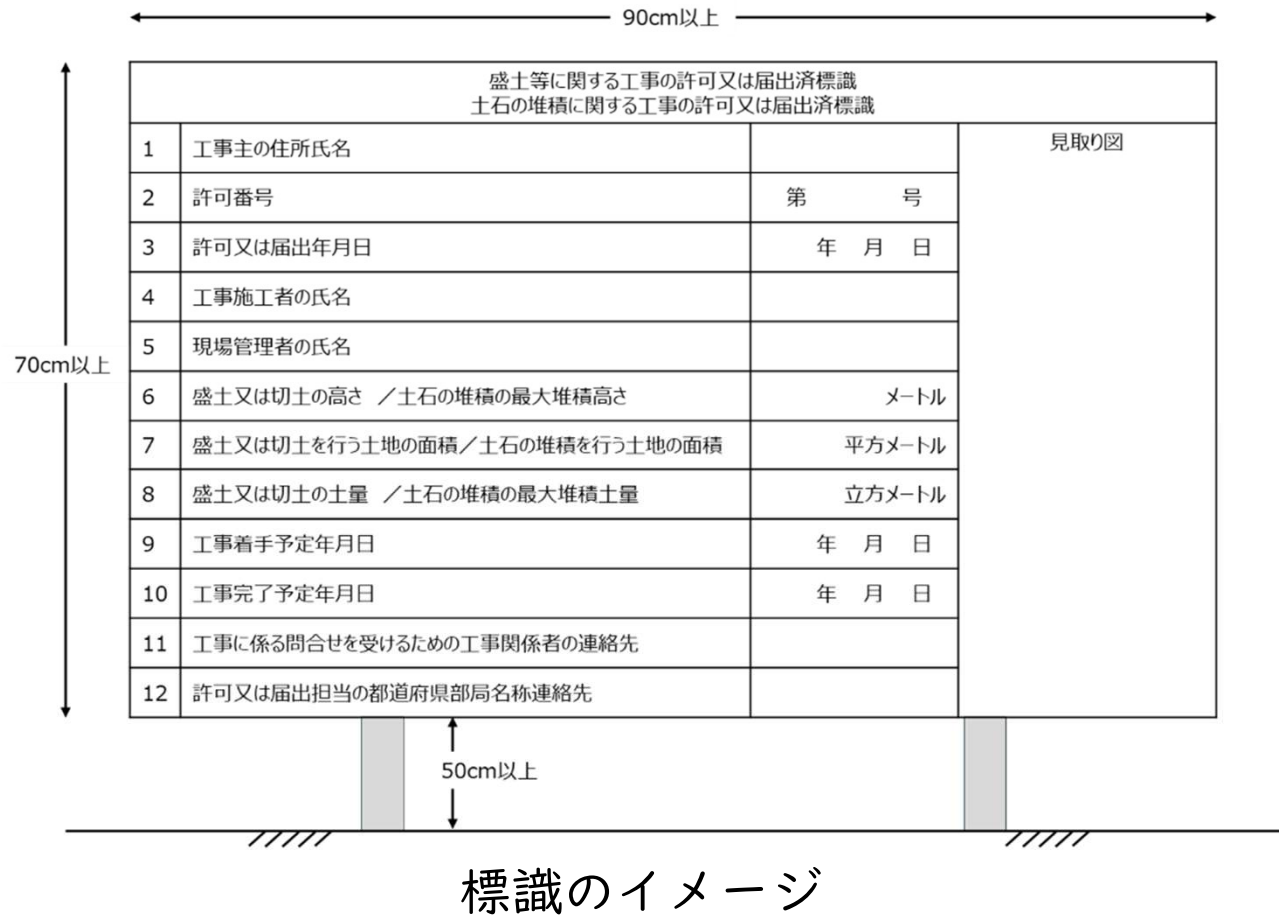 90cm以上
盛土等に関する工事の許可又は届出済標識
土石の堆積に関する工事の許可又は届出済標識
1 工事主の住所氏名 見取り図
2 許可番号 第 号
3 許可又は届出年月日 年 月 日
4 工事施工者の氏名
5 現場管理者の氏名
70cm以上
6 盛土又は切土の高さ /土石の堆積の最大堆積高さ メートル
7 盛土又は切土を行う土地の面積/土石の堆積を行う土地の面積 平方メートル
8 盛土又は切土の土量 /土石の堆積の最大堆積土量 立方メートル
9 工事着手予定年月日 年 月 日
10 工事完了予定年月日 年 月 日
11 工事に係る問合せを受けるための工事関係者の連絡先
12 許可又は届出担当の都道府県部局名称連絡先
50cm以上
標識のイメージ